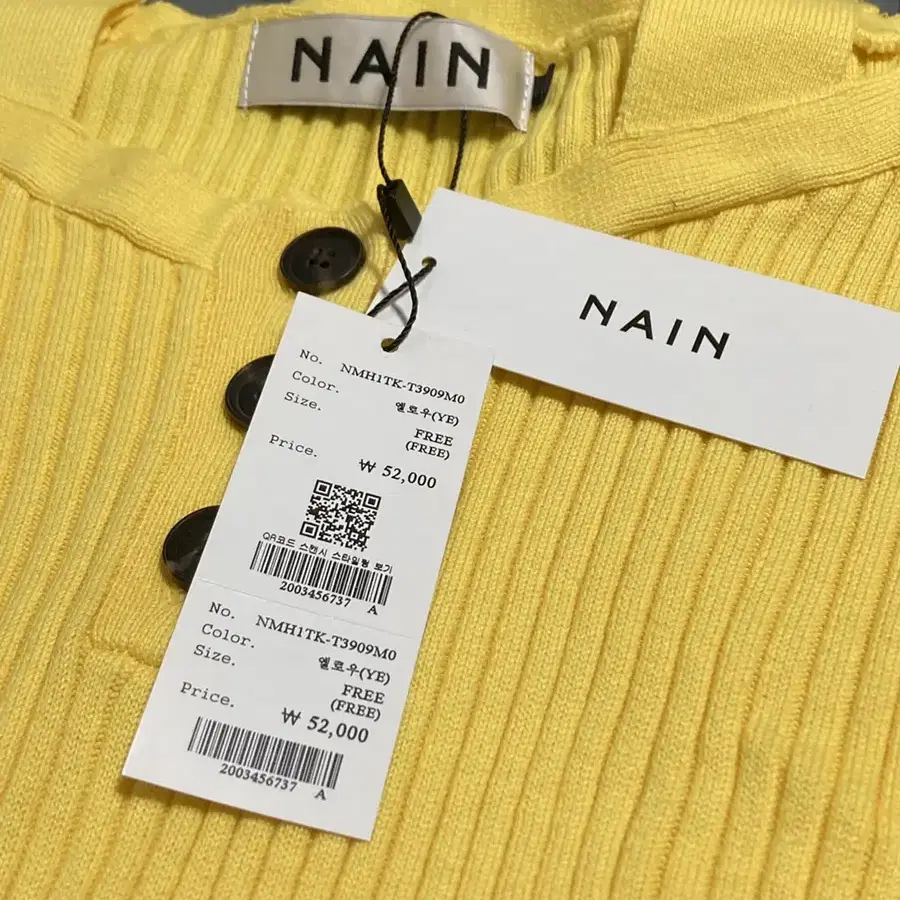 NAIN
NAIN
No. NMH1TK-T3909M0
Color. 옐로우(YE)
Size. FREE
(FREE)
Price. ₩ 52,000
QR코드 스캔시 스타일링 보기
2003456737 A
No. NMH1TK-T3909M0
Color. 옐로우(YE)
Size. FREE
(FREE)
Price. ₩ 52,000
2003456737 A